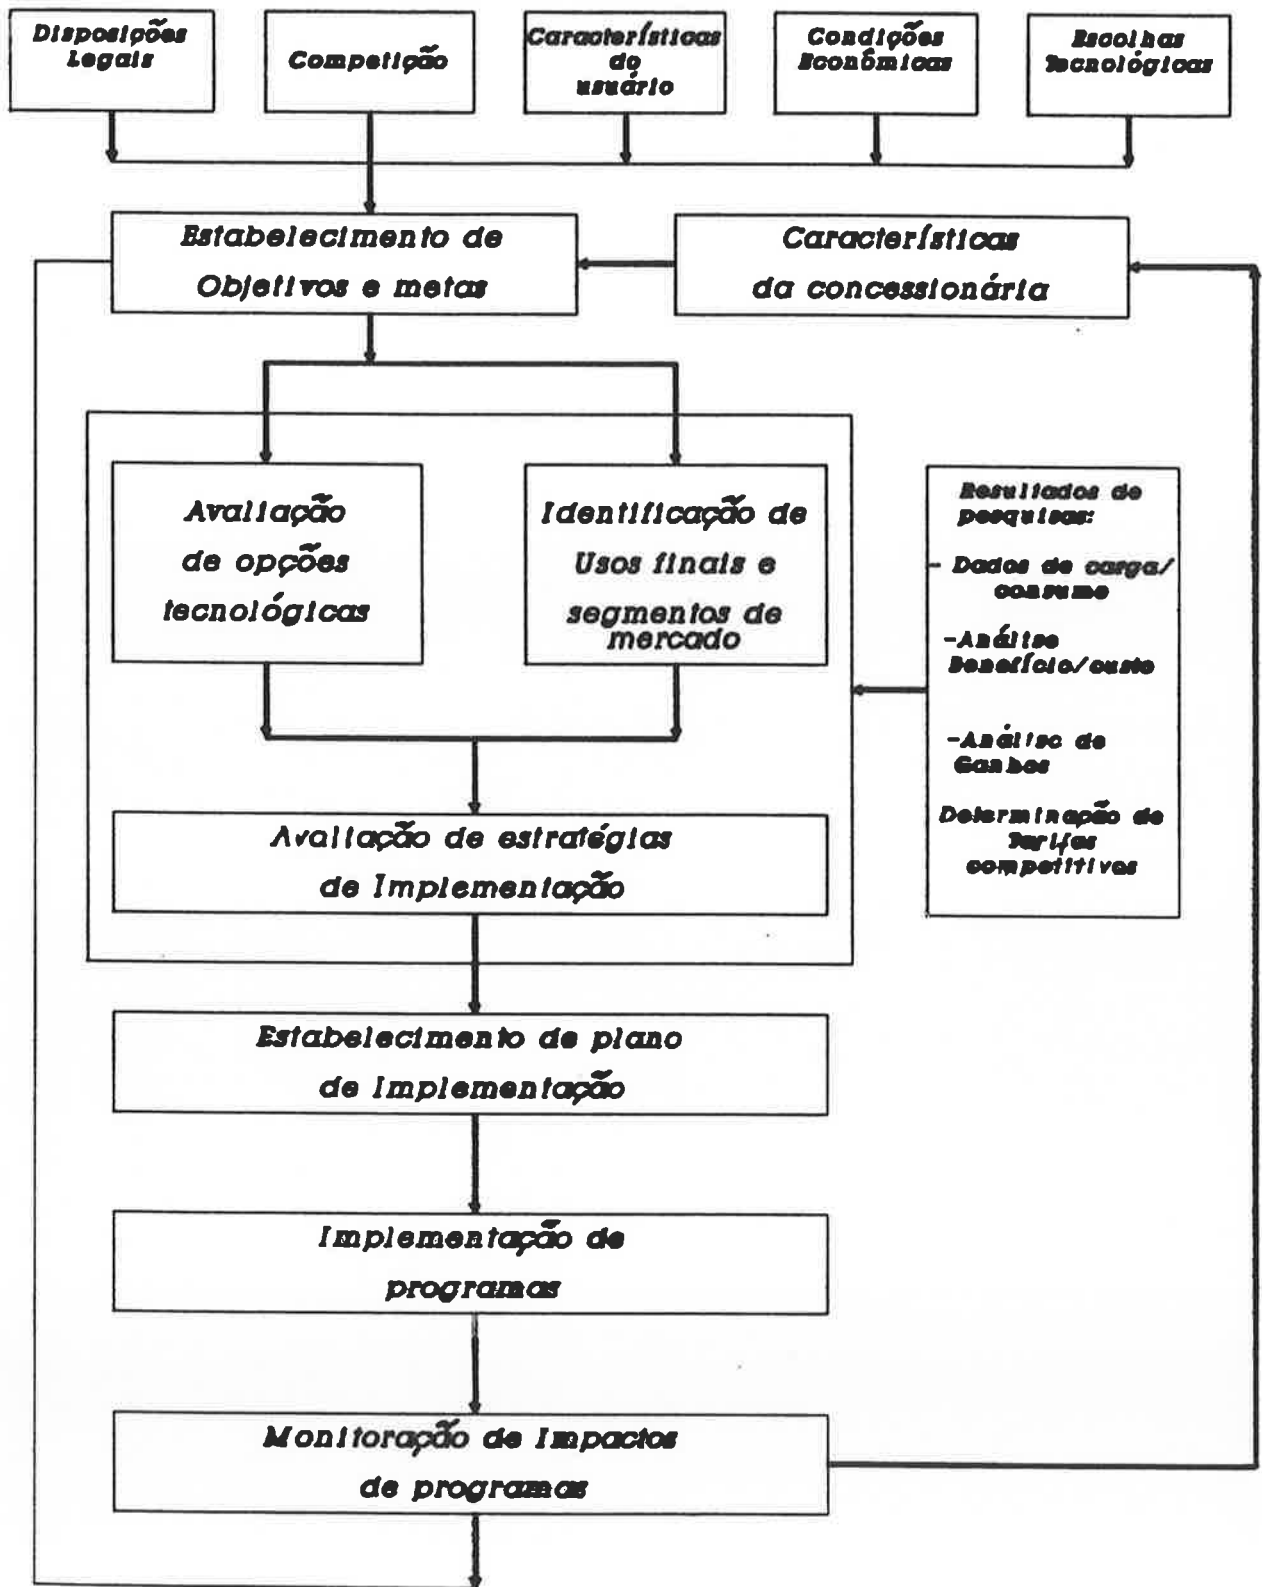 Disposições
Legais
Competição
Características
do
usuário
Condições
Econômicas
Escolhas
Tecnológicas
Estabelecimento de
Objetivos e metas
Características
da concessionária
Avaliação
de opções
tecnológicas
Identificação de
Usos finais e
segmentos de
mercado
Resultados de
pesquisas:
- Dados de carga/
consumo
-Análise
Benefício/custo
-Análise de
Ganhos
Determinação de
Tarifas
competitivas
Avaliação de estratégias
de Implementação
Estabelecimento de plano
de Implementação
Implementação de
programas
Monitoração de Impactos
de programas